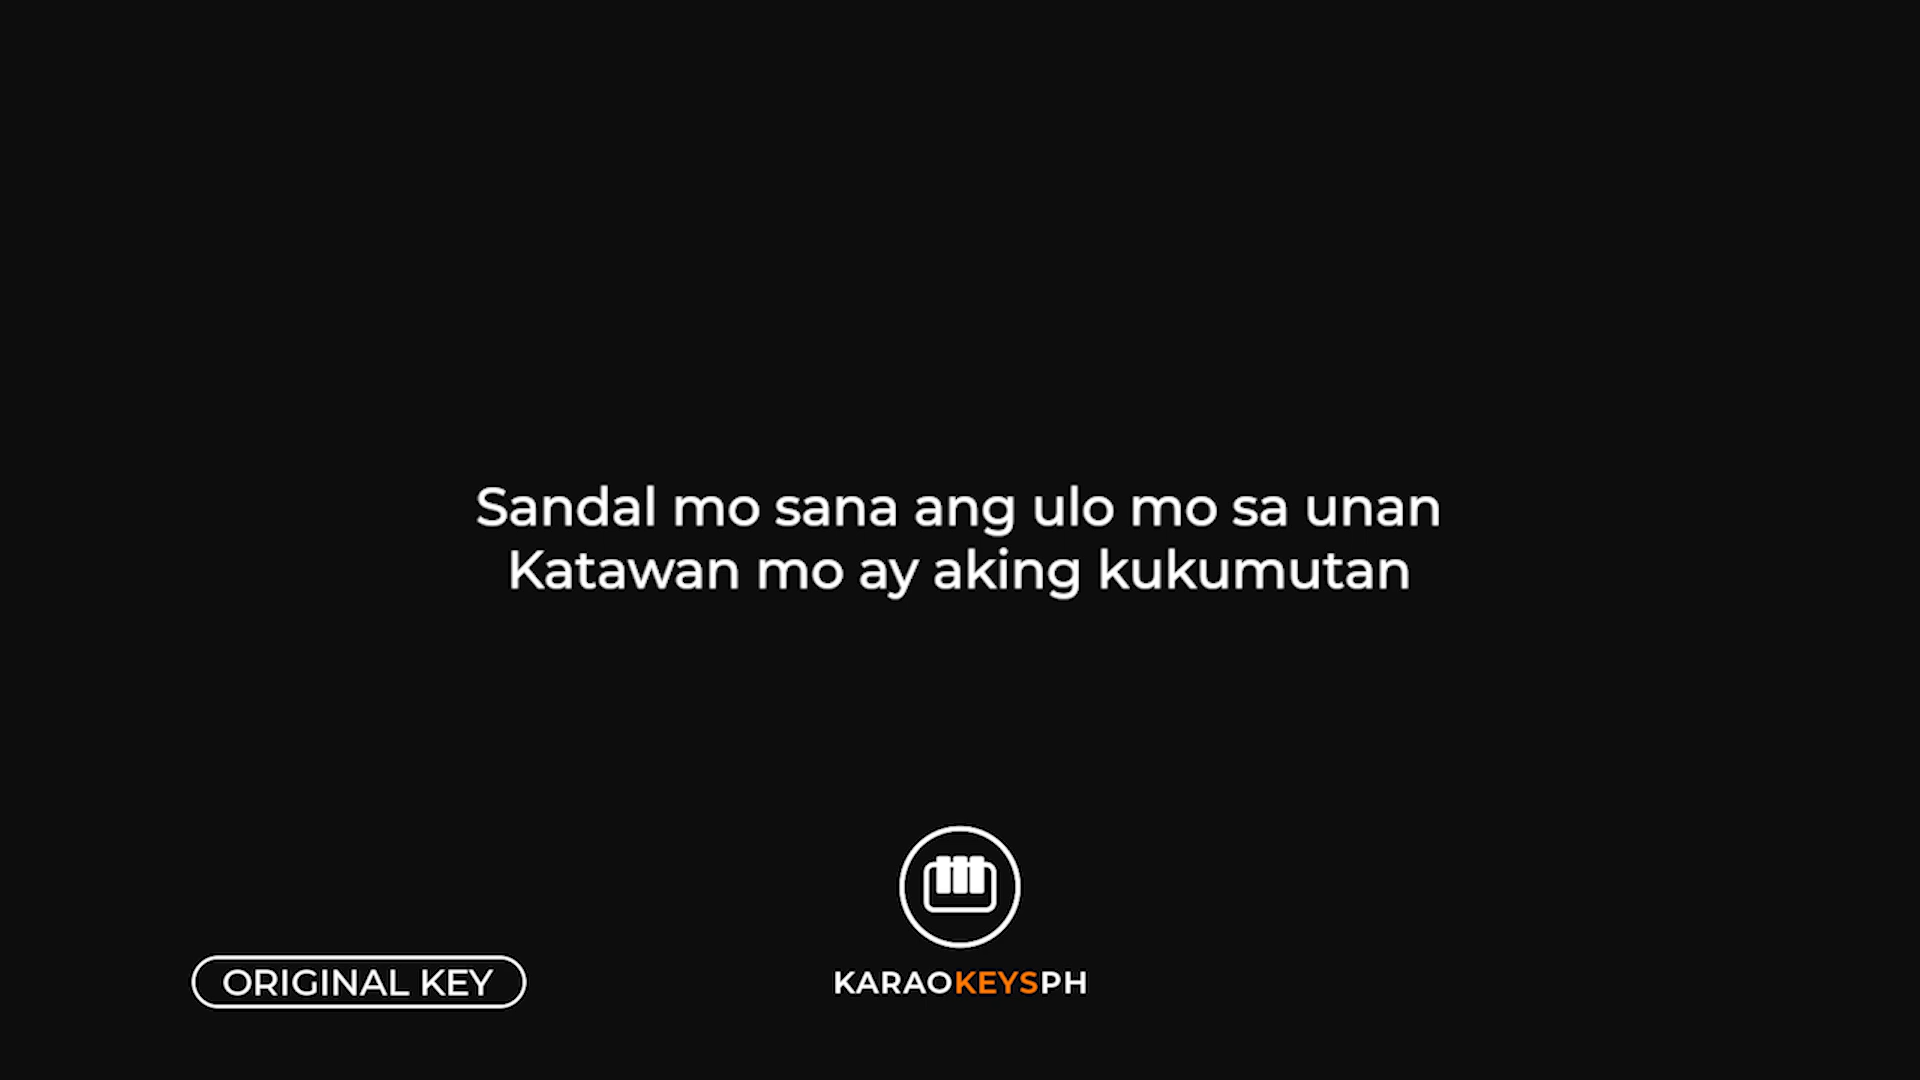 Sandal mo sana ang ulo mo sa unan
Katawan mo ay aking kukumutan
ORIGINAL KEY
KARAOKEYSPH